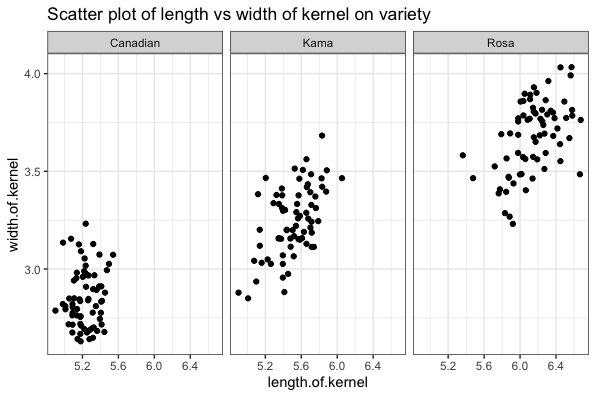 Scatter plot of length vs width of kernel on variety
Canadian Kama Rosa
4.0
3.5
3.0
width.of.kernel
5.2 5.6 6.0 6.4 5.2 5.6 6.0 6.4 5.2 5.6 6.0 6.4
length.of.kernel